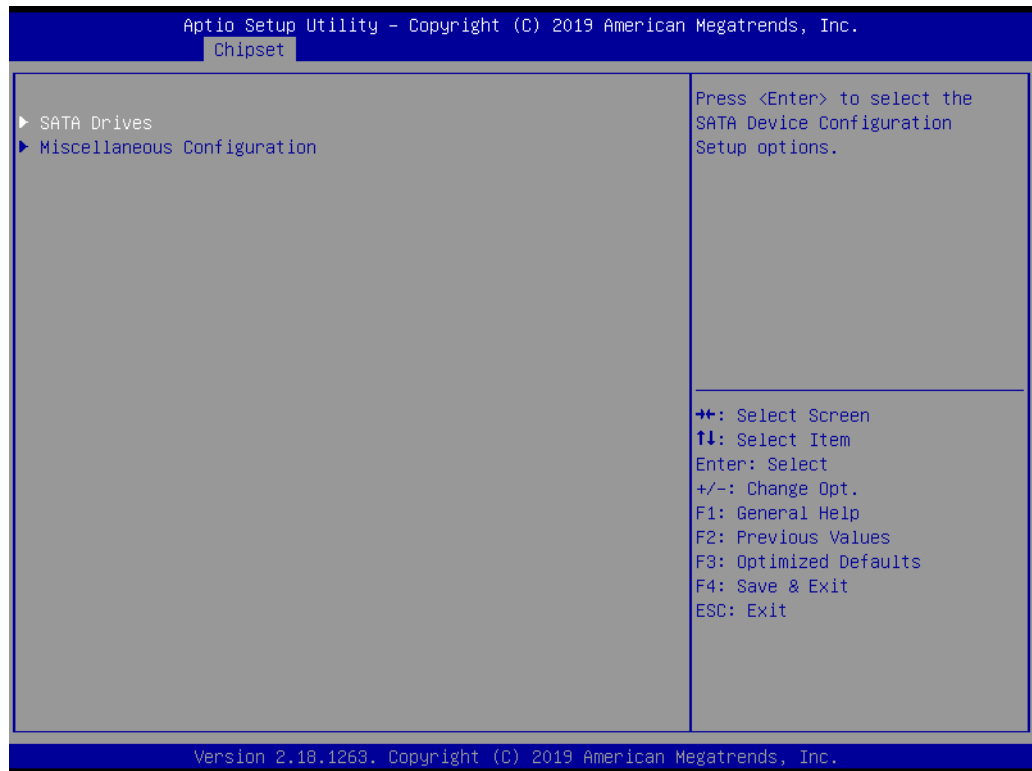 Aptio Setup Utility – Copyright (C) 2019 American Megatrends, Inc.
Chipset
SATA Drives
Miscellaneous Configuration
Press <Enter> to select the
SATA Device Configuration
Setup options.
→←: Select Screen
↑↓: Select Item
Enter: Select
+/-: Change Opt.
F1: General Help
F2: Previous Values
F3: Optimized Defaults
F4: Save & Exit
ESC: Exit
Version 2.18.1263. Copyright (C) 2019 American Megatrends, Inc.